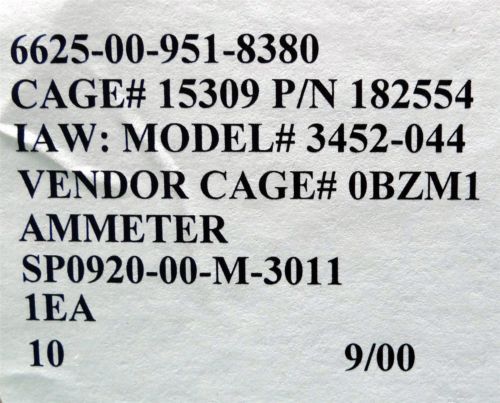 6625-00-951-8380
CAGE# 15309 P/N 182554
IAW: MODEL# 3452-044
VENDOR CAGE# 0BZM1
AMMETER
SP0920-00-M-3011
1EA
10 9/00